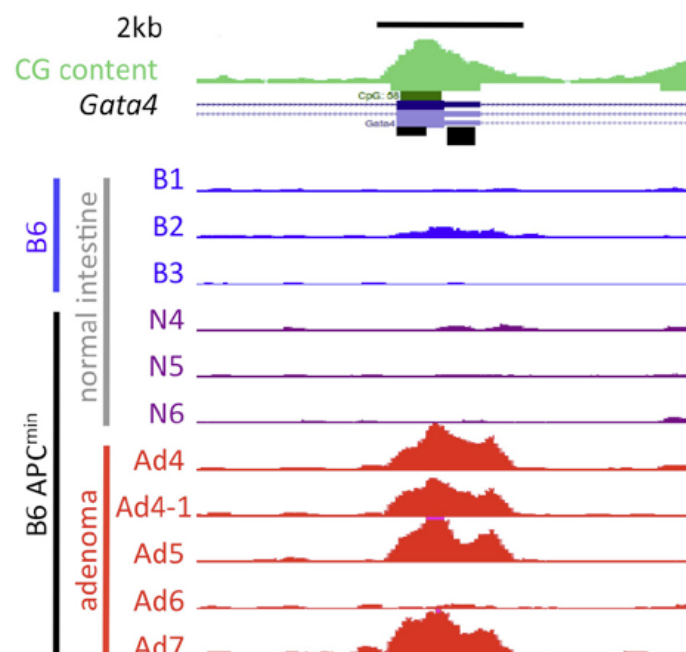 2kb
CG content
CpG: 58
Gata4
Gata4
B6
normal intestine
B1
B2
B3
N4
N5
N6
B6 APCmin
adenoma
Ad4
Ad4-1
Ad5
Ad6
Ad7